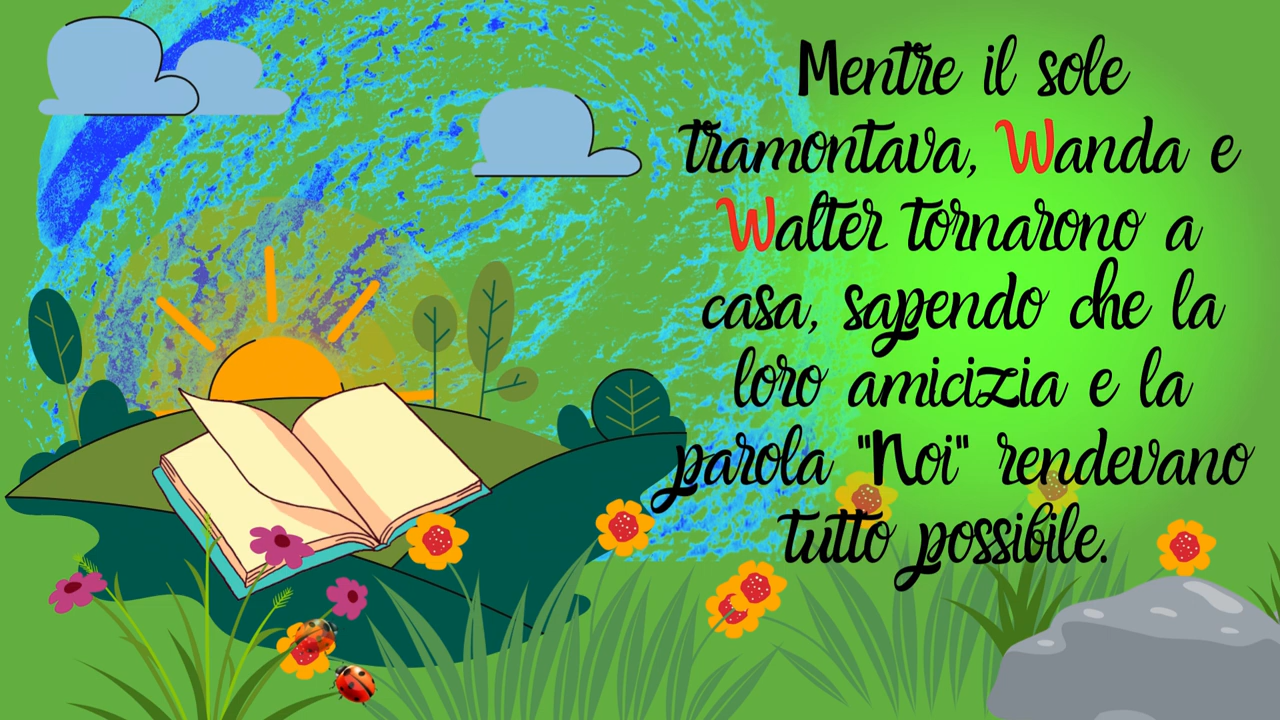 Mentre il sole
tramontava, Wanda e
Walter tornarono a
casa, sapendo che la
loro amicizia e la
parola "Noi" rendevano
tutto possibile.